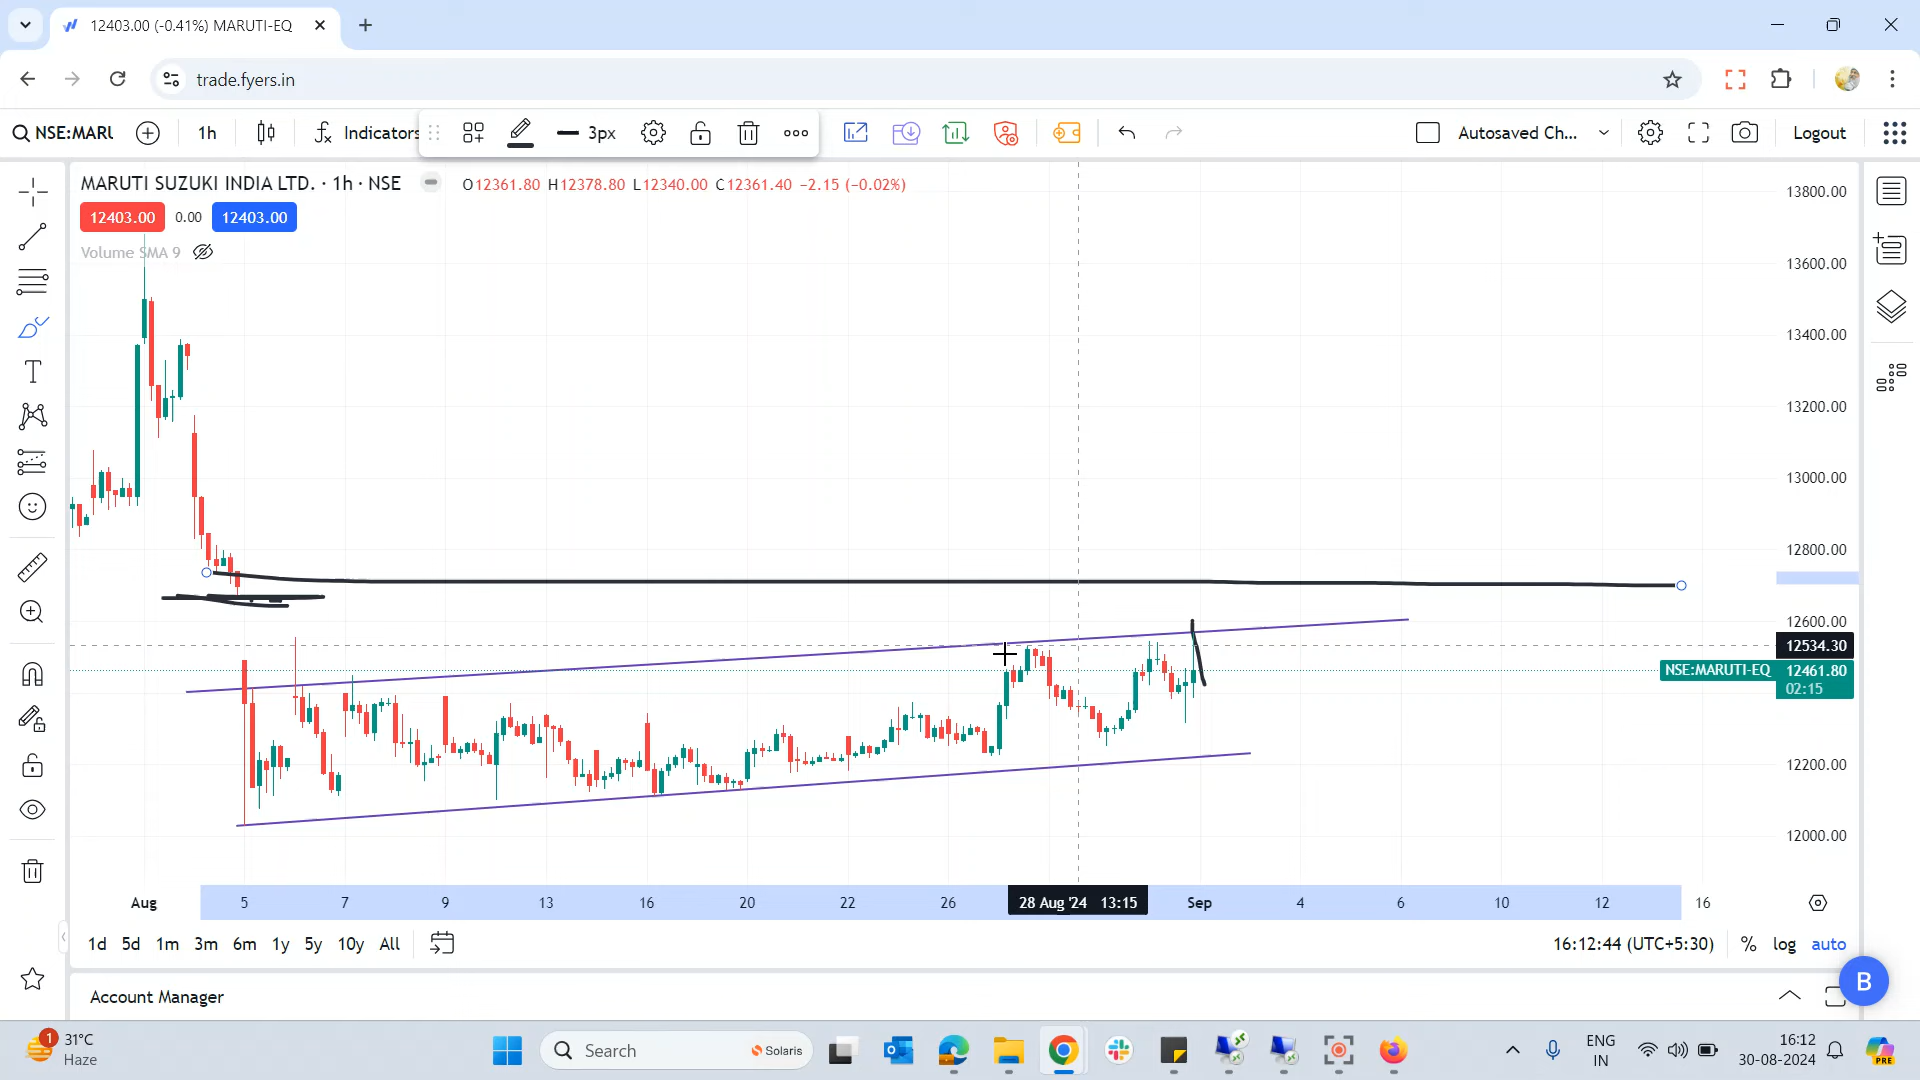 12403.00 (-0.41%) MARUTI-EQ
trade.fyers.in
NSE:MARU
1h
Indicators
3px
Autosaved Ch...
Logout
MARUTI SUZUKI INDIA LTD. · 1h · NSE
O12361.80 H12378.80 L12340.00 C12361.40 −2.15 (−0.02%)
12403.00 0.00 12403.00
Volume SMA 9
13800.00
13600.00
13400.00
13200.00
13000.00
12800.00
12600.00
12534.30
NSE:MARUTI-EQ 12461.80
02:15
12200.00
12000.00
Aug 5 7 9 13 16 20 22 26 28 Aug '24 13:15 Sep 4 6 10 12 16
1d 5d 1m 3m 6m 1y 5y 10y All
16:12:44 (UTC+5:30) % log auto
B
Account Manager
1
31°C
Haze
Search
Solaris
ENG
IN
16:12
30-08-2024
PRE